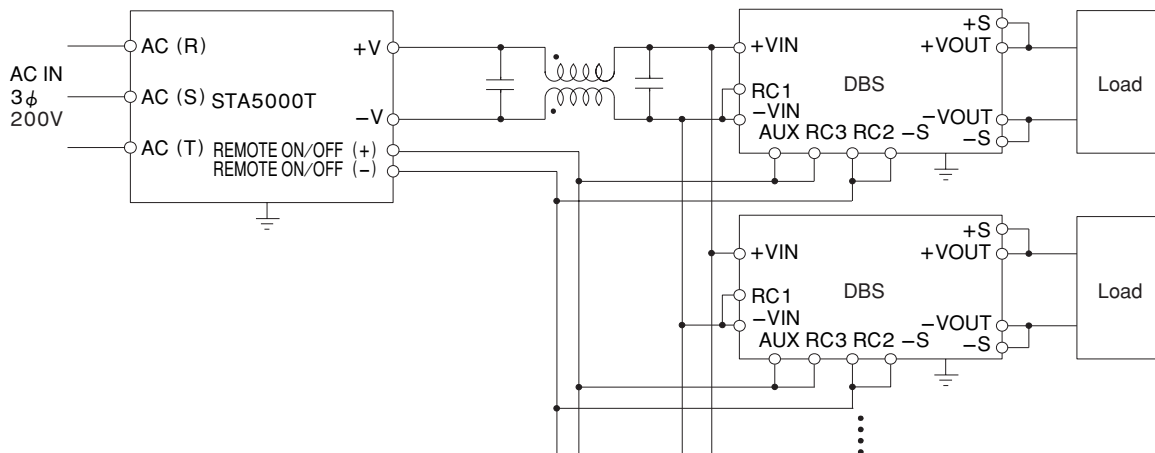 AC IN
3φ
200V
AC (R)
AC (S) STA5000T
AC (T)
+V
−V
REMOTE ON/OFF (+)
REMOTE ON/OFF (−)
+VIN
RC1
−VIN
DBS
+S
+VOUT
−VOUT
−S
AUX RC3 RC2 −S
Load
+VIN
RC1
−VIN
DBS
+S
+VOUT
−VOUT
−S
AUX RC3 RC2 −S
Load